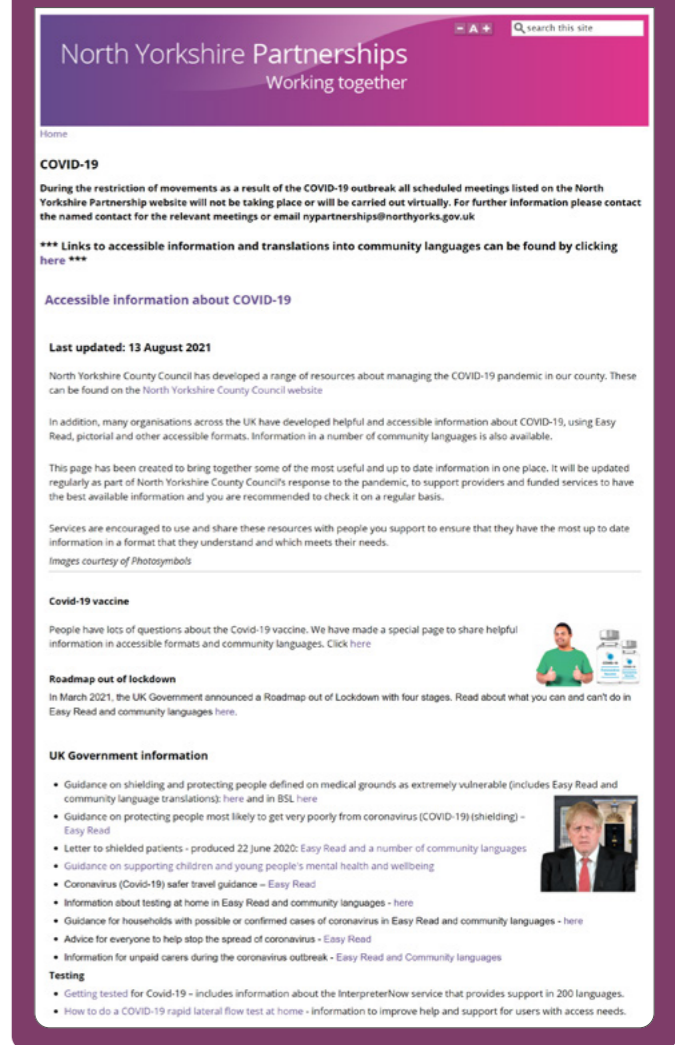 - A +
search this site
North Yorkshire Partnerships
Working together
Home
COVID-19
During the restriction of movements as a result of the COVID-19 outbreak all scheduled meetings listed on the North
Yorkshire Partnership website will not be taking place or will be carried out virtually. For further information please contact
the named contact for the relevant meetings or email nypartnerships@northyorks.gov.uk
*** Links to accessible information and translations into community languages can be found by clicking
here ***
Accessible information about COVID-19
Last updated: 13 August 2021
North Yorkshire County Council has developed a range of resources about managing the COVID-19 pandemic in our county. These
can be found on the North Yorkshire County Council website
In addition, many organisations across the UK have developed helpful and accessible information about COVID-19, using Easy
Read, pictorial and other accessible formats. Information in a number of community languages is also available.
This page has been created to bring together some of the most useful and up to date information in one place. It will be updated
regularly as part of North Yorkshire County Council's response to the pandemic, to support providers and funded services to have
the best available information and you are recommended to check it on a regular basis.
Services are encouraged to use and share these resources with people you support to ensure that they have the most up to date
information in a format that they understand and which meets their needs.
Images courtesy of Photosymbols
Covid-19 vaccine
People have lots of questions about the Covid-19 vaccine. We have made a special page to share helpful
information in accessible formats and community languages. Click here
Roadmap out of lockdown
In March 2021, the UK Government announced a Roadmap out of Lockdown with four stages. Read about what you can and can't do in
Easy Read and community languages here.
UK Government information
• Guidance on shielding and protecting people defined on medical grounds as extremely vulnerable (includes Easy Read and
community language translations): here and in BSL here
• Guidance on protecting people most likely to get very poorly from coronavirus (COVID-19) (shielding) –
Easy Read
• Letter to shielded patients - produced 22 June 2020: Easy Read and a number of community languages
• Guidance on supporting children and young people's mental health and wellbeing
• Coronavirus (Covid-19) safer travel guidance – Easy Read
• Information about testing at home in Easy Read and community languages - here
• Guidance for households with possible or confirmed cases of coronavirus in Easy Read and community languages - here
• Advice for everyone to help stop the spread of coronavirus - Easy Read
• Information for unpaid carers during the coronavirus outbreak - Easy Read and Community languages
Testing
• Getting tested for Covid-19 – includes information about the InterpreterNow service that provides support in 200 languages.
• How to do a COVID-19 rapid lateral flow test at home - information to improve help and support for users with access needs.